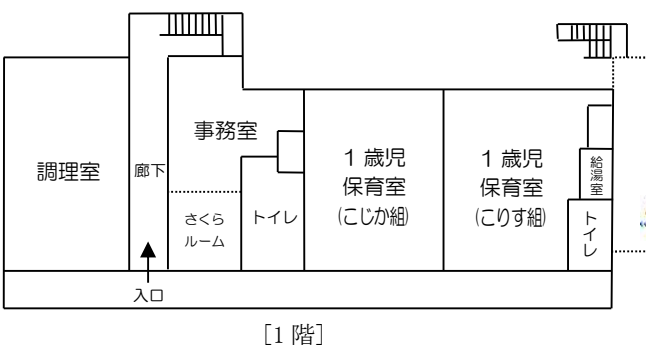 調理室
廊下
入口
事務室
さくら
ルーム
トイレ
１歳児
保育室
(こじか組)
１歳児
保育室
(こりす組)
給湯室
トイレ
[1 階]